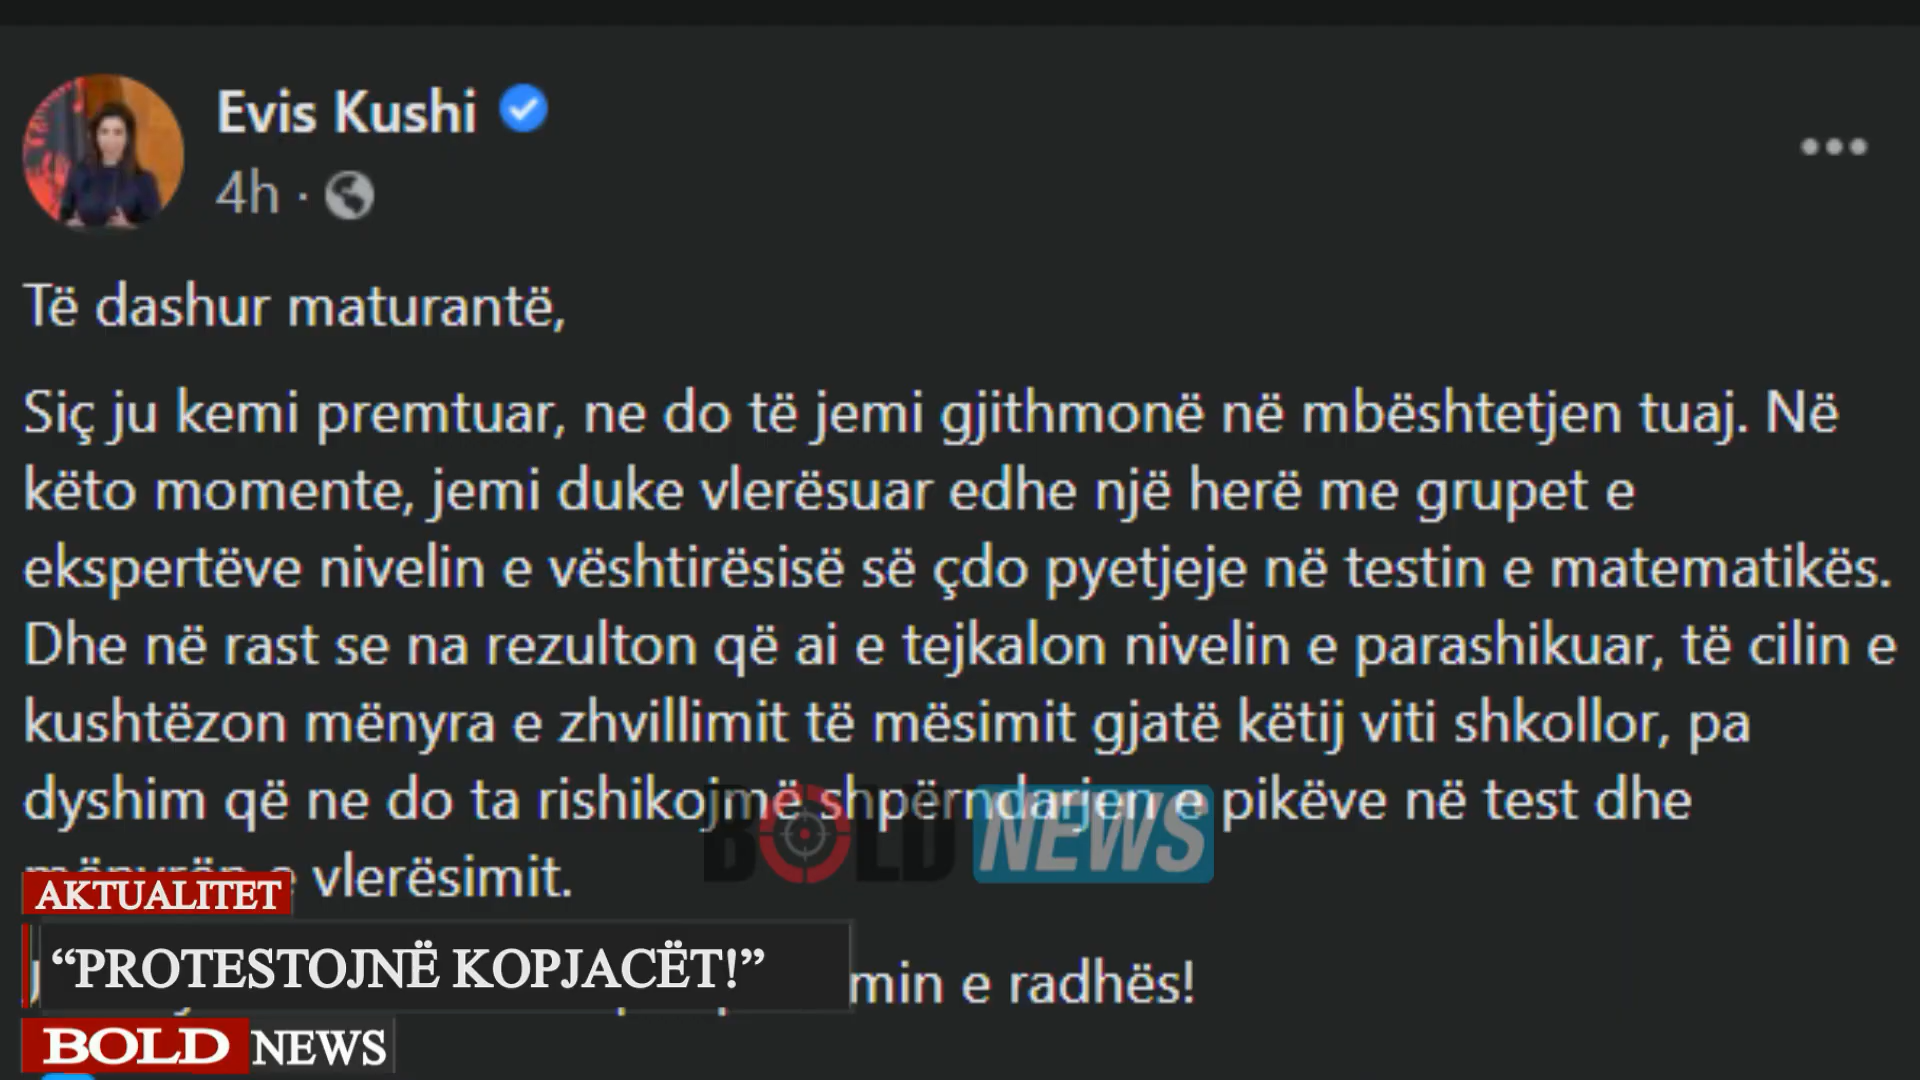 Evis Kushi
4h ·
Të dashur maturantë,
Siç ju kemi premtuar, ne do të jemi gjithmonë në mbështetjen tuaj. Në
këto momente, jemi duke vlerësuar edhe një herë me grupet e
ekspertëve nivelin e vështirësisë së çdo pyetjeje në testin e matematikës.
Dhe në rast se na rezulton që ai e tejkalon nivelin e parashikuar, të cilin e
kushtëzon mënyra e zhvillimit të mësimit gjatë këtij viti shkollor, pa
dyshim që ne do ta rishikojmë shpërndarjen e pikëve në test dhe
BOLD NEWS
mënyrën e vlerësimit.
AKTUALITET
“PROTESTOJNË KOPJACËT!”
min e radhës!
BOLD NEWS